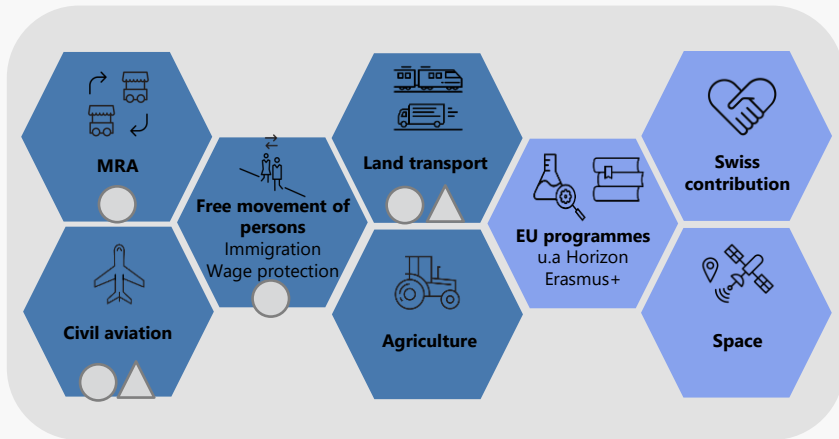 MRA
Free movement of
persons
Immigration
Wage protection
Land transport
EU programmes
u.a Horizon
Erasmus+
Swiss
contribution
Civil aviation
Agriculture
Space